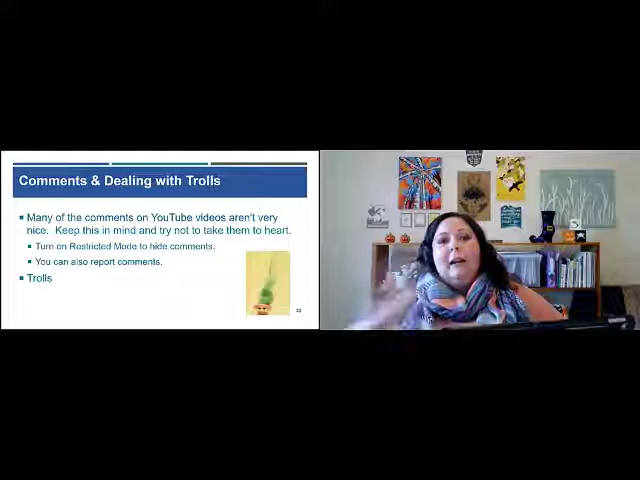 Comments & Dealing with Trolls
Many of the comments on YouTube videos aren't very
nice. Keep this in mind and try not to take them to heart.
Turn on Restricted Mode to hide comments.
You can also report comments.
Trolls